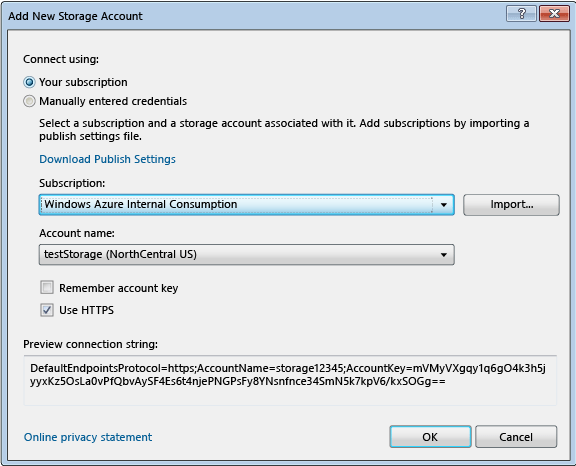 Add New Storage Account
?
Connect using:
Your subscription
Manually entered credentials
Select a subscription and a storage account associated with it. Add subscriptions by importing a
publish settings file.
Download Publish Settings
Subscription:
Windows Azure Internal Consumption
Import...
Account name:
testStorage (NorthCentral US)
Remember account key
Use HTTPS
Preview connection string:
DefaultEndpointsProtocol=https;AccountName=storage12345;AccountKey=mVMyVXgqy1q6gO4k3h5j
yyxKz5OsLa0vPfQbvAySF4Es6t4njePNGPsFy8YNsnfnce34SmN5k7kpV6/kxSOGg==
Online privacy statement
OK
Cancel